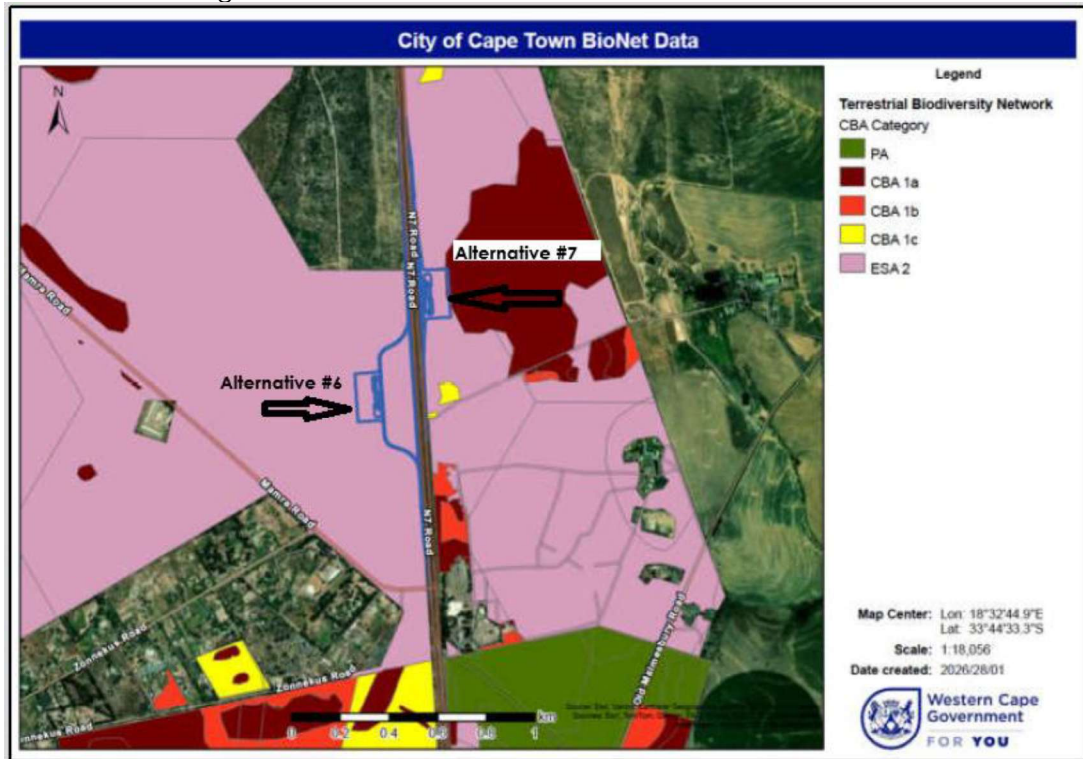 City of Cape Town BioNet Data
Legend
Terrestrial Biodiversity Network
CBA Category
PA
CBA 1a
CBA 1b
CBA 1c
ESA 2
N
N7 Road
N7 Road
N7 Road
Alternative #7
Alternative #6
Mamre Road
Mamre Road
N7 Road
Zonnekus Road
Zonnekus Road
Old Malmesbury Road
km
0 0.2 0.4 0.6 0.8 1
Map Center: Lon: 18°32'44.9"E
Lat: 33°44'33.3"S
Scale: 1:18,056
Date created: 2026/28/01
Western Cape
Government
FOR YOU